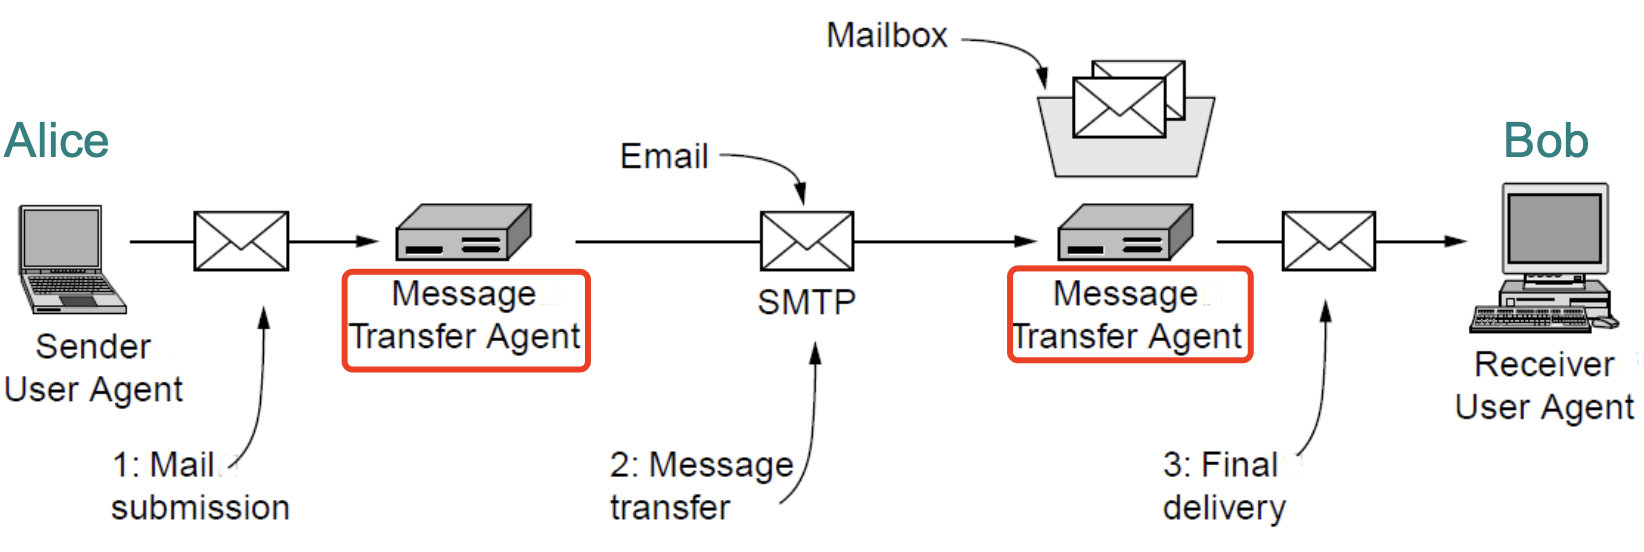 Mailbox
Alice
Bob
Email
Message
Transfer Agent
SMTP
Message
Transfer Agent
Sender
User Agent
Receiver
User Agent
1: Mail
submission
2: Message
transfer
3: Final
delivery